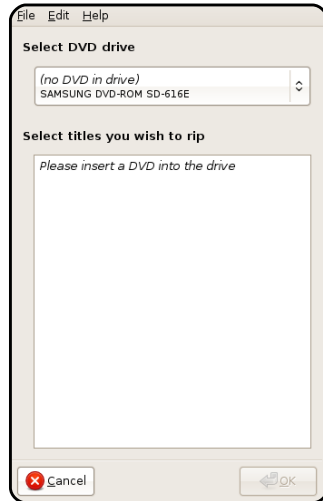 File Edit Help
Select DVD drive
(no DVD in drive)
SAMSUNG DVD-ROM SD-616E
Select titles you wish to rip
Please insert a DVD into the drive
Cancel OK